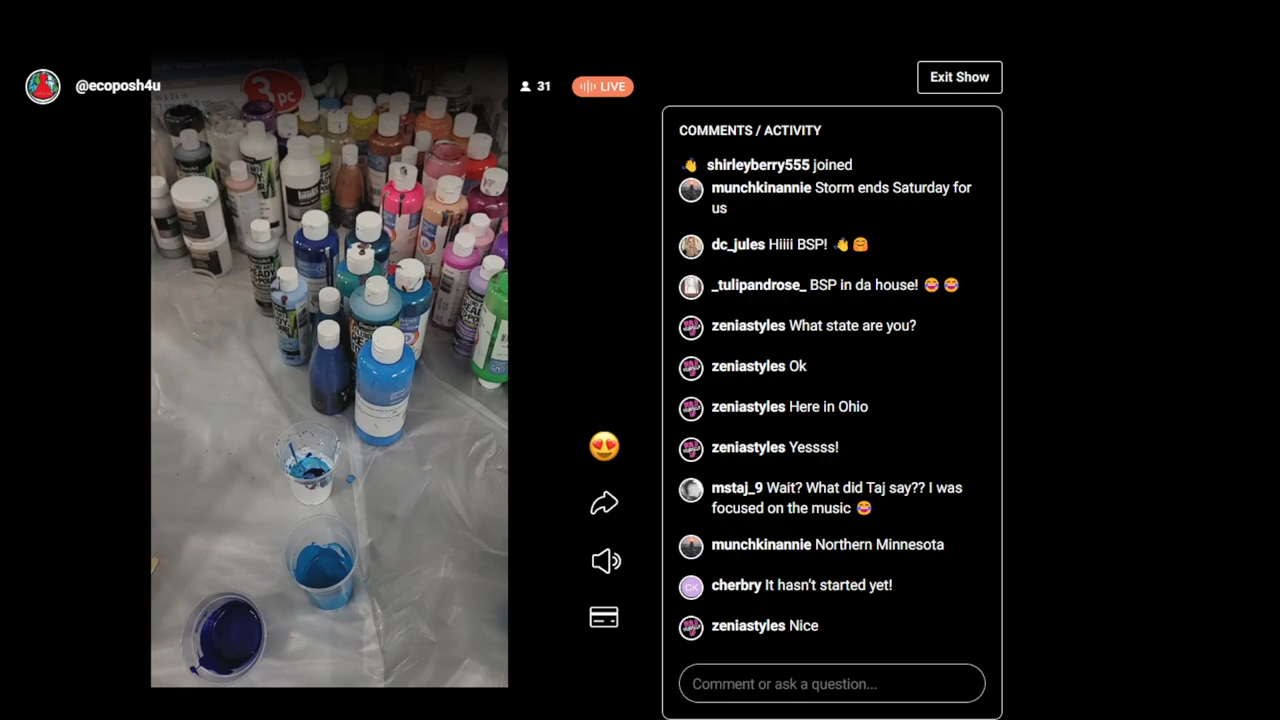 @ecoposh4u
3
pc
31
LIVE
Exit Show
COMMENTS / ACTIVITY
👋 shirleyberry555 joined
munchkinannie Storm ends Saturday for
us
dc_jules Hiiii BSP! 👋 🤗
_tulipandrose_ BSP in da house! 😂 😂
zeniastyles What state are you?
zeniastyles Ok
zeniastyles Here in Ohio
zeniastyles Yessss!
mstaj_9 Wait? What did Taj say?? I was
focused on the music 😂
munchkinannie Northern Minnesota
CK
cherbry It hasn't started yet!
zeniastyles Nice
Comment or ask a question...